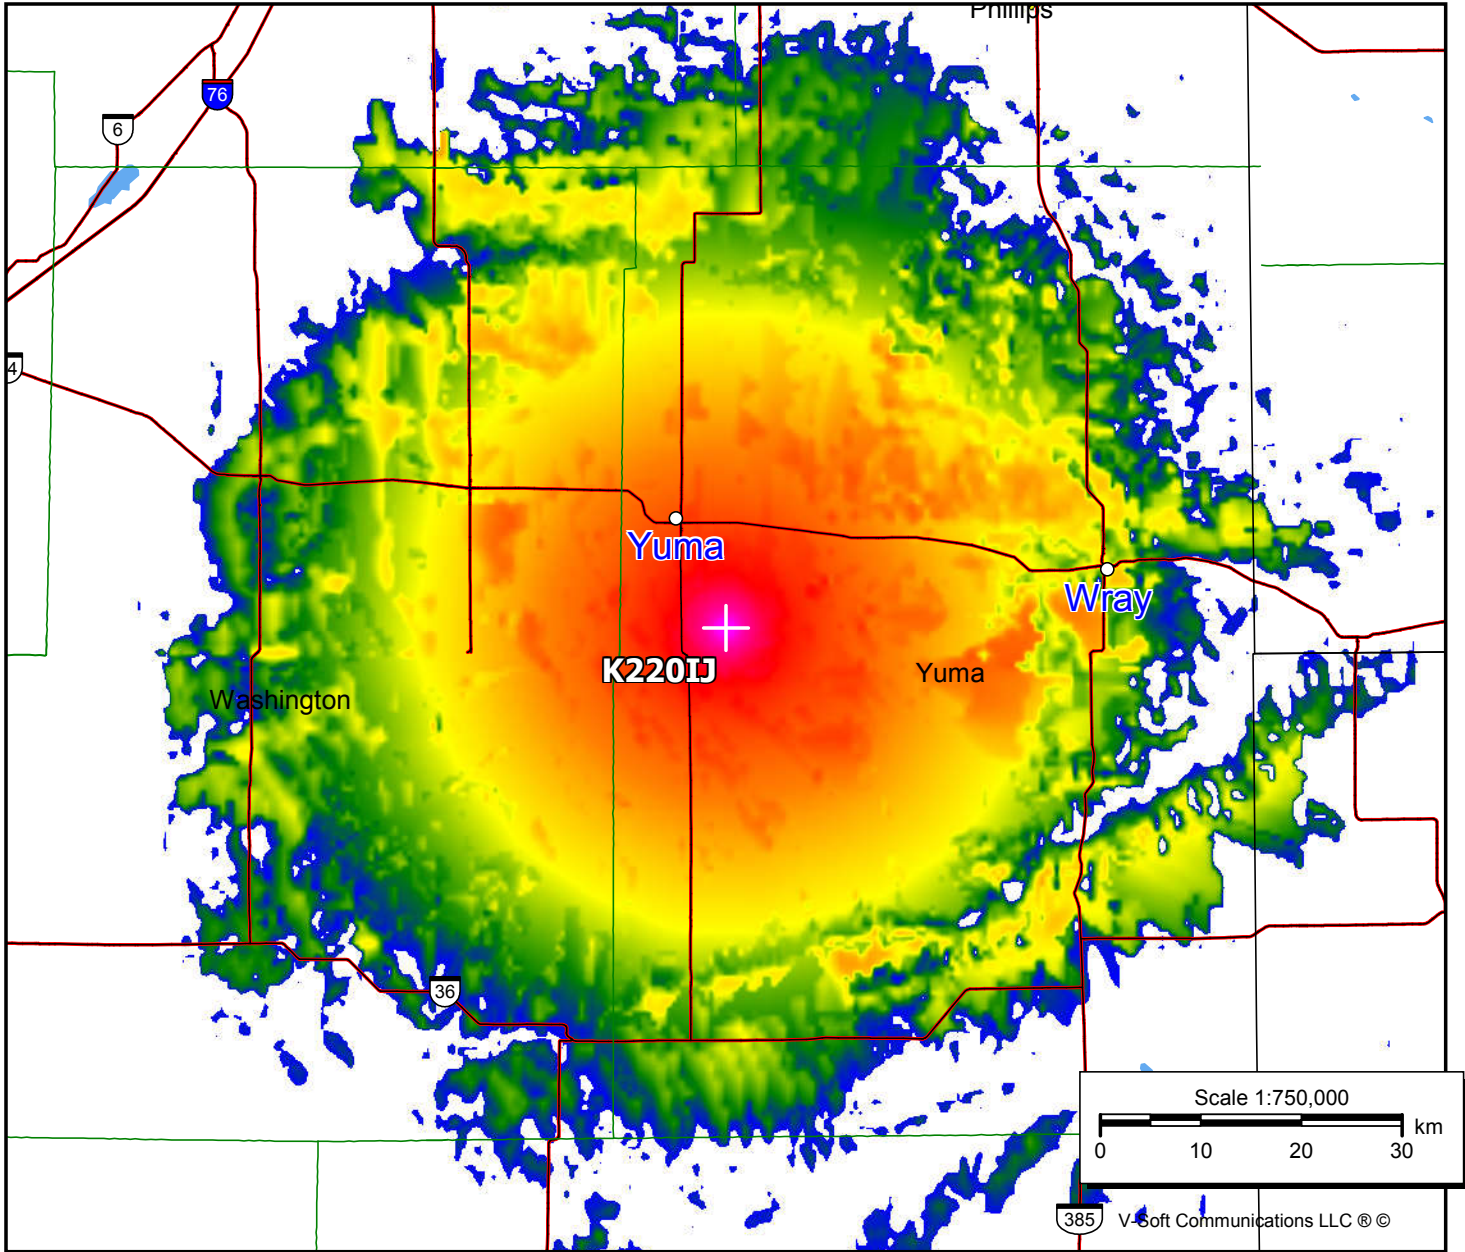 Phillips
76
6
4
Yuma
Wray
K220IJ
Yuma
Washington
36
Scale 1:750,000
km
0 10 20 30
385
V-Soft Communications LLC ® ©